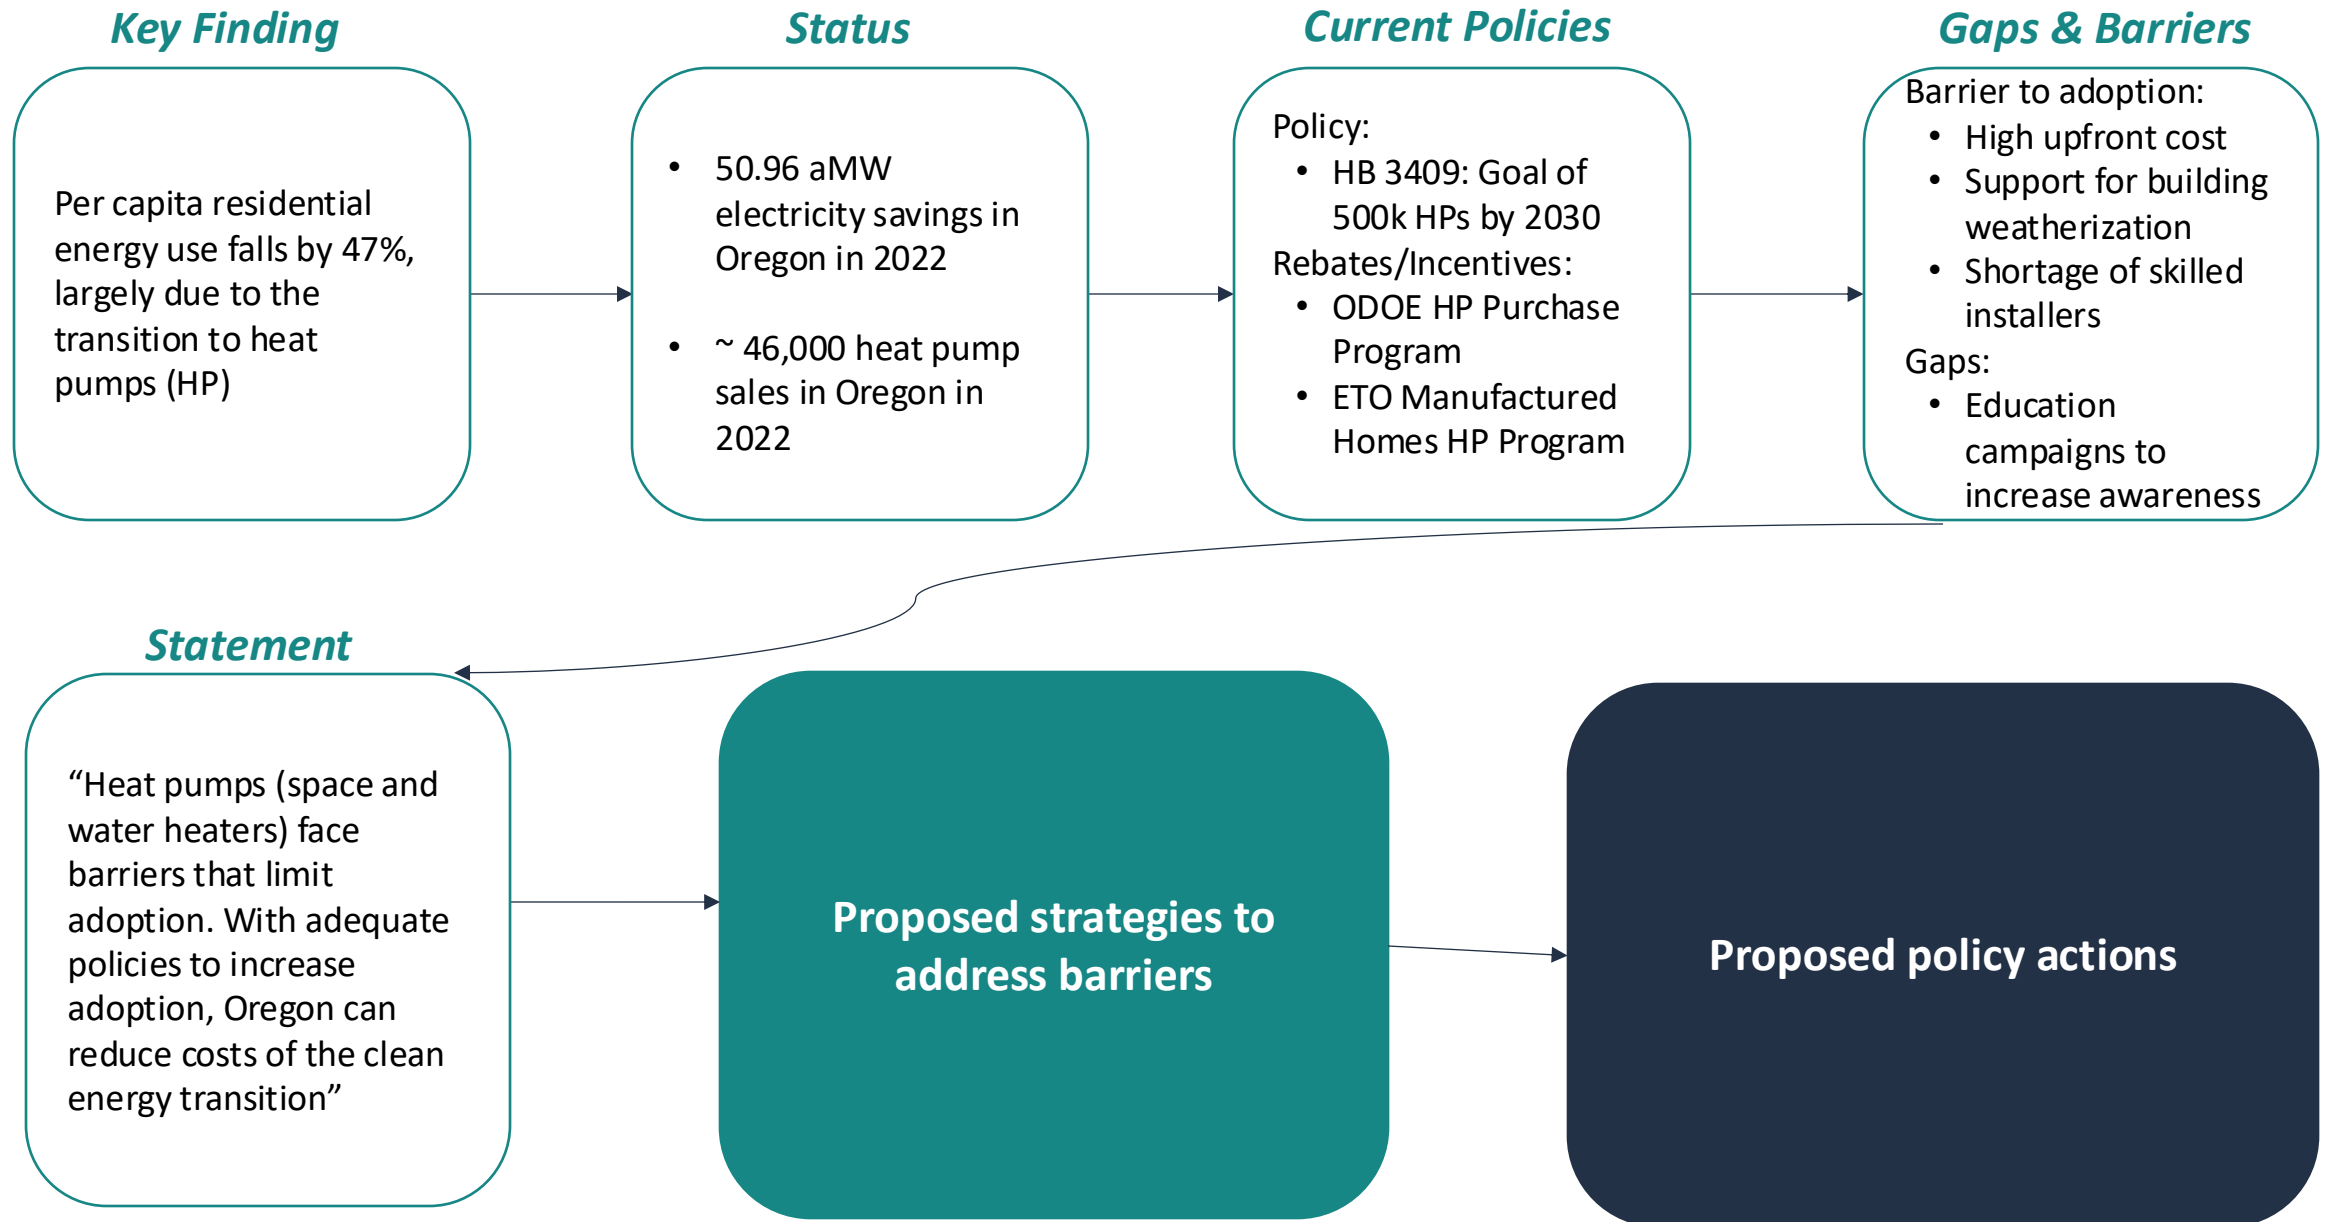 Key Finding
Per capita residential
energy use falls by 47%,
largely due to the
transition to heat
pumps (HP)
Status
• 50.96 aMW
electricity savings in
Oregon in 2022
• ~ 46,000 heat pump
sales in Oregon in
2022
Current Policies
Policy:
• HB 3409: Goal of
500k HPs by 2030
Rebates/Incentives:
• ODOE HP Purchase
Program
• ETO Manufactured
Homes HP Program
Gaps & Barriers
Barrier to adoption:
• High upfront cost
• Support for building
weatherization
• Shortage of skilled
installers
Gaps:
• Education
campaigns to
increase awareness
Statement
“Heat pumps (space and
water heaters) face
barriers that limit
adoption. With adequate
policies to increase
adoption, Oregon can
reduce costs of the clean
energy transition”
Proposed strategies to
address barriers
Proposed policy actions